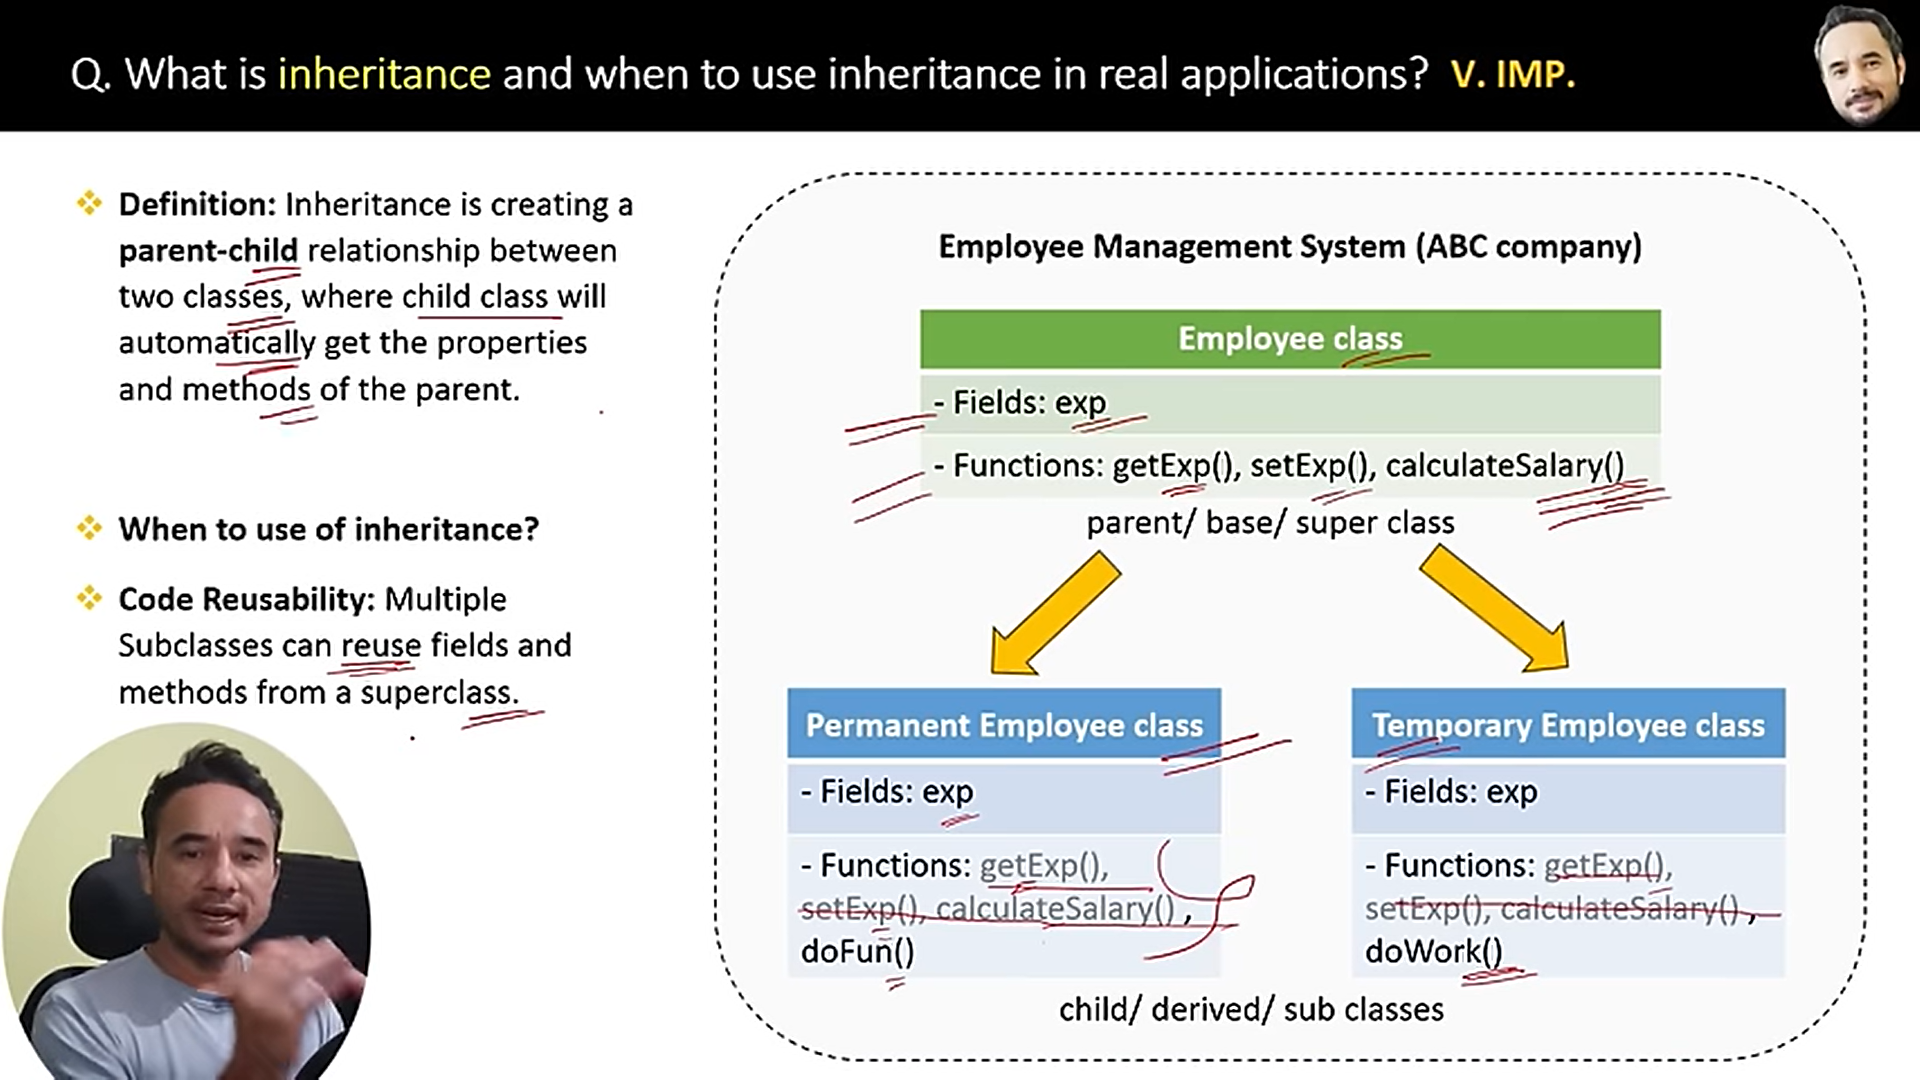 Q. What is inheritance and when to use inheritance in real applications? V. IMP.
Definition: Inheritance is creating a
parent-child relationship between
two classes, where child class will
automatically get the properties
and methods of the parent.
When to use of inheritance?
Code Reusability: Multiple
Subclasses can reuse fields and
methods from a superclass.
Employee Management System (ABC company)
Employee class
- Fields: exp
- Functions: getExp(), setExp(), calculateSalary()
parent/ base/ super class
Permanent Employee class
- Fields: exp
- Functions: getExp(),
setExp(), calculateSalary() ,
doFun()
Temporary Employee class
- Fields: exp
- Functions: getExp(),
setExp(), calculateSalary() ,
doWork()
child/ derived/ sub classes